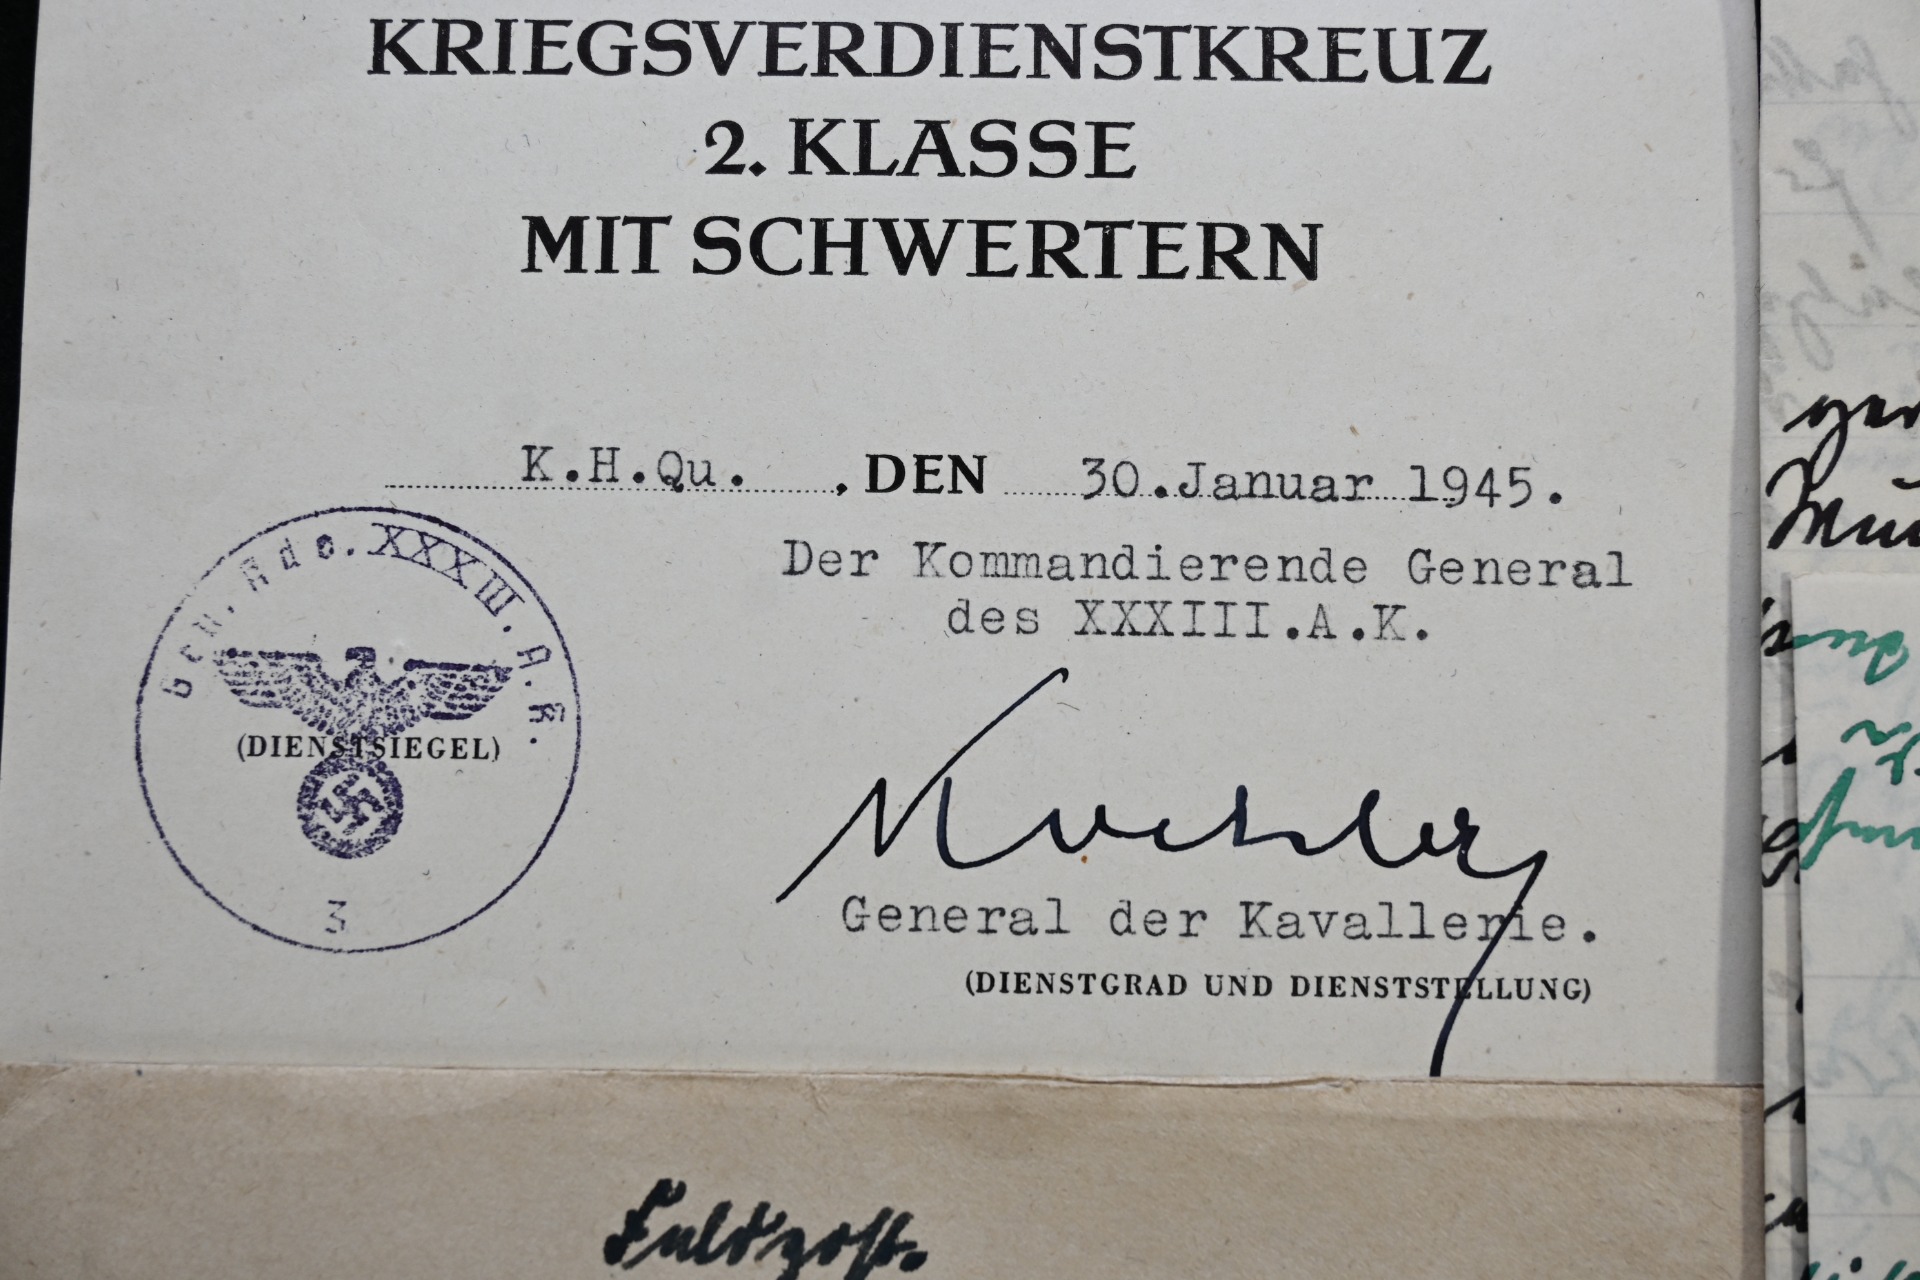 KRIEGSVERDIENSTKREUZ
2. KLASSE
MIT SCHWERTERN
K.H.Qu. , DEN 30.Januar 1945.
Der Kommandierende General
des XXXIII.A.K.
Gen. Kdo. XXXIII. A. K.
(DIENSTSIEGEL)
3
General der Kavallerie.
(DIENSTGRAD UND DIENSTSTELLUNG)
Feldpost.